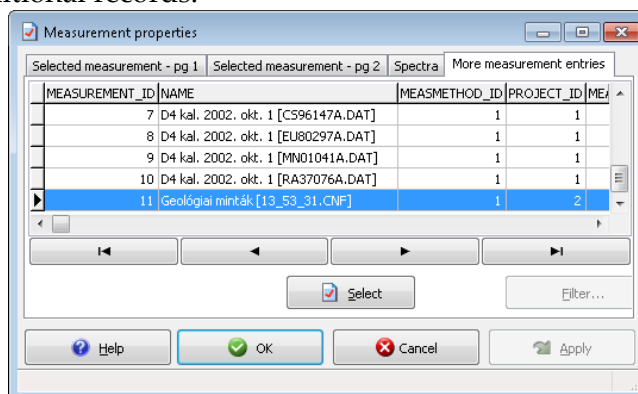 itional records.
Measurement properties
Selected measurement - pg 1 Selected measurement - pg 2 Spectra More measurement entries
MEASUREMENT_ID NAME MEASMETHOD_ID PROJECT_ID MEA
7 D4 kal. 2002. okt. 1 [CS96147A.DAT] 1 1
8 D4 kal. 2002. okt. 1 [EU80297A.DAT] 1 1
9 D4 kal. 2002. okt. 1 [MN01041A.DAT] 1 1
10 D4 kal. 2002. okt. 1 [RA37076A.DAT] 1 1
11 Geológiai minták [13_53_31.CNF] 1 2
Select Filter...
Help OK Cancel Apply